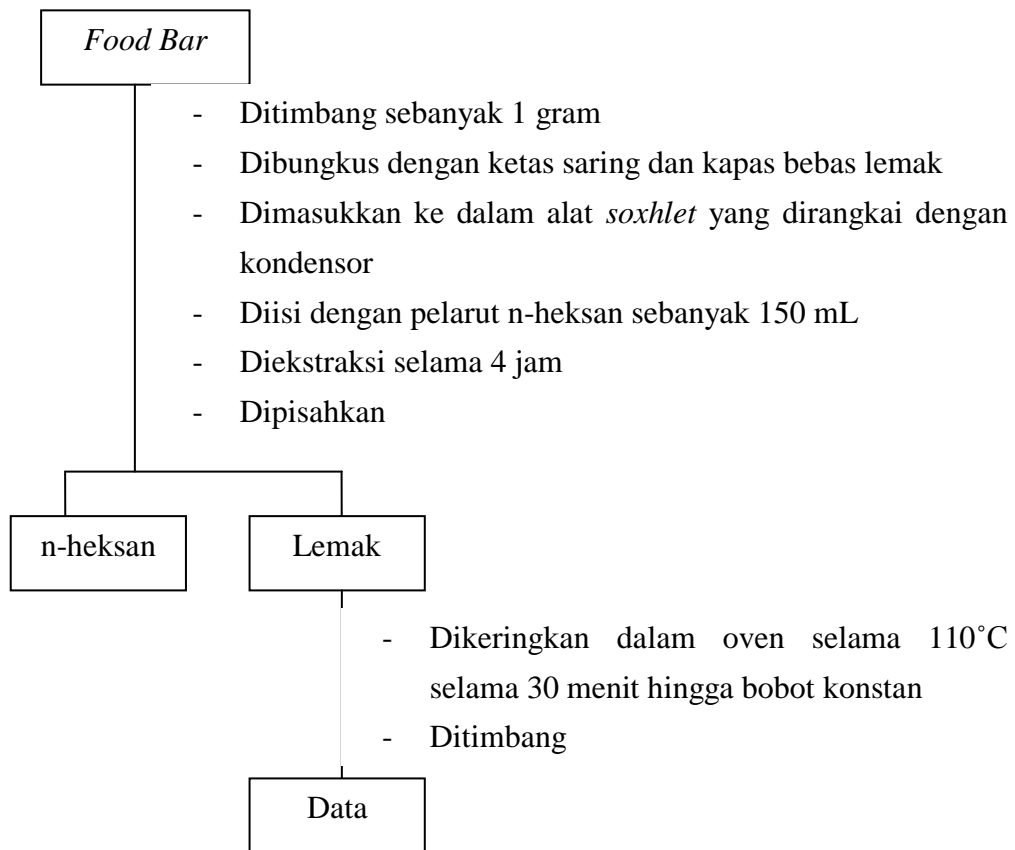 Food Bar
- Ditimbang sebanyak 1 gram
- Dibungkus dengan ketas saring dan kapas bebas lemak
- Dimasukkan ke dalam alat soxhlet yang dirangkai dengan
kondensor
- Diisi dengan pelarut n-heksan sebanyak 150 mL
- Diekstraksi selama 4 jam
- Dipisahkan
n-heksan
Lemak
- Dikeringkan dalam oven selama 110˚C
selama 30 menit hingga bobot konstan
- Ditimbang
Data